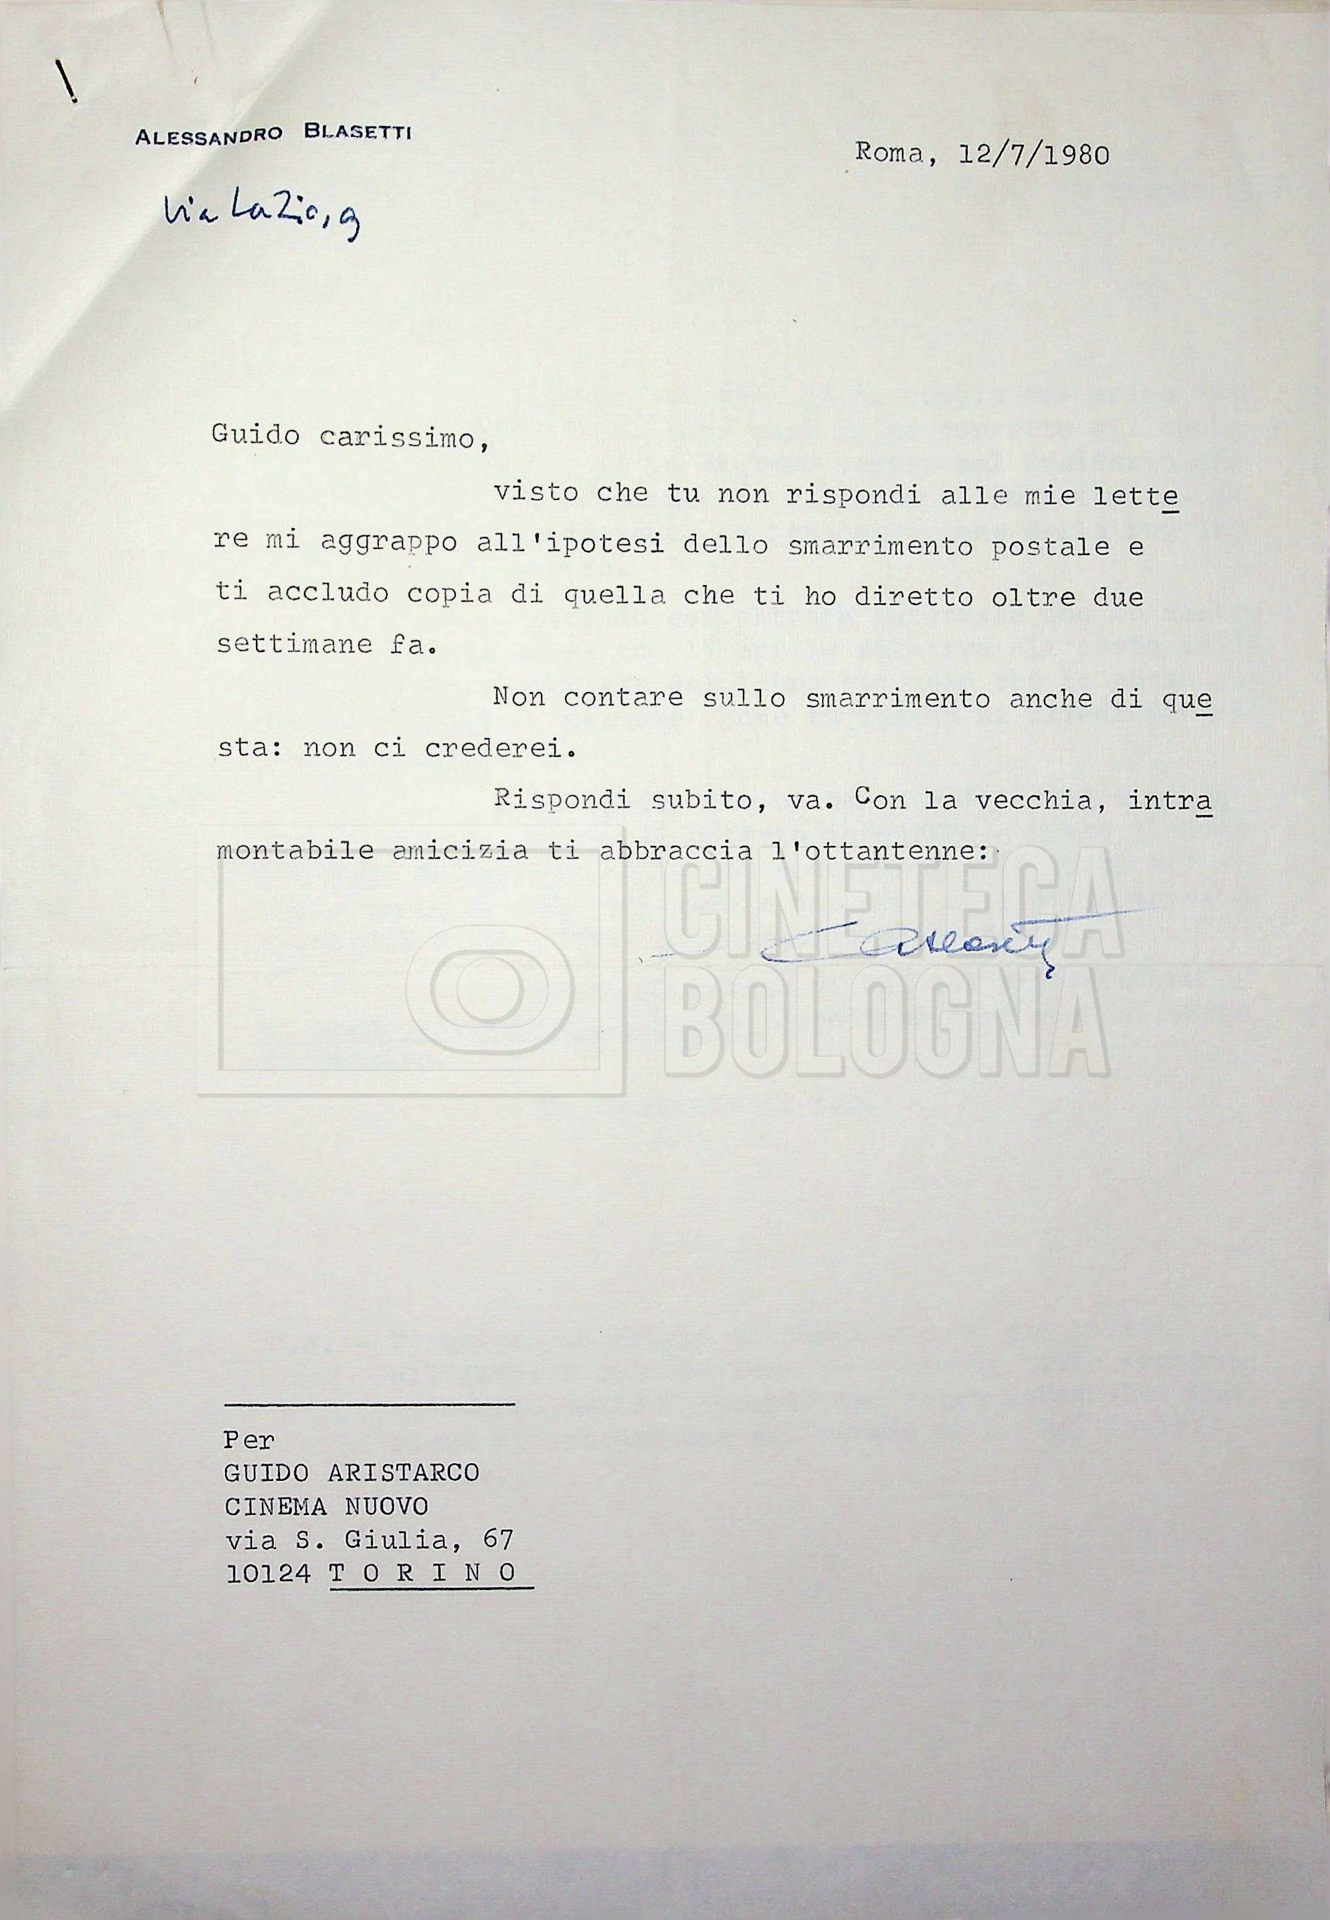 ALESSANDRO BLASETTI
Roma, 12/7/1980
Via Lazio, 9
Guido carissimo,
visto che tu non rispondi alle mie lette
re mi aggrappo all'ipotesi dello smarrimento postale e
ti accludo copia di quella che ti ho diretto oltre due
settimane fa.
Non contare sullo smarrimento anche di que
sta: non ci crederei.
Rispondi subito, va. Con la vecchia, intra
montabile amicizia ti abbraccia l'ottantenne:
CINETECA
BOLOGNA
Per
GUIDO ARISTARCO
CINEMA NUOVO
via S. Giulia, 67
10124 T O R I N O